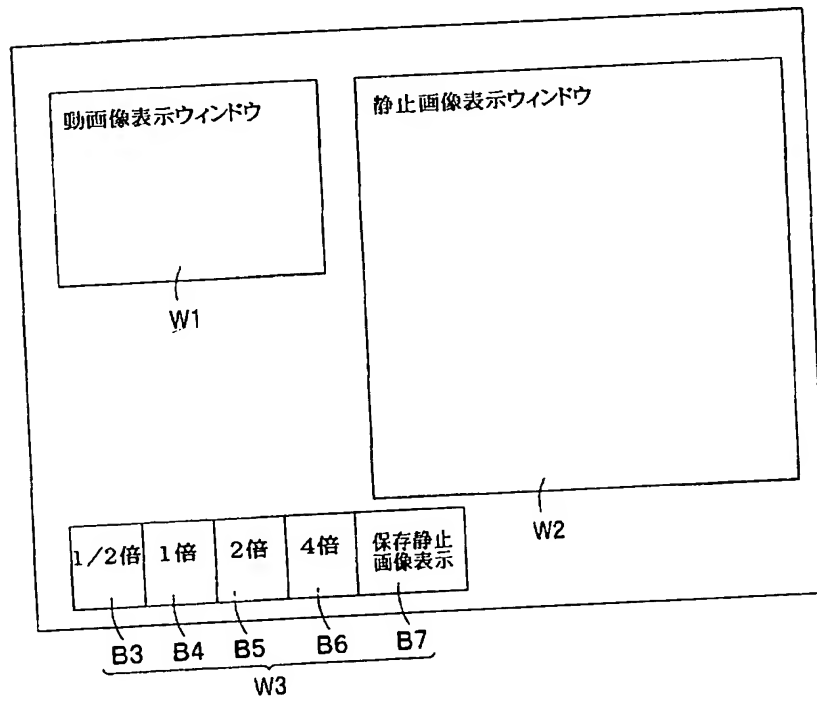 動画像表示ウィンドウ
静止画像表示ウィンドウ
W1
W2
1/2倍
1倍
2倍
4倍
保存静止
画像表示
B3
B4
B5
B6
B7
W3